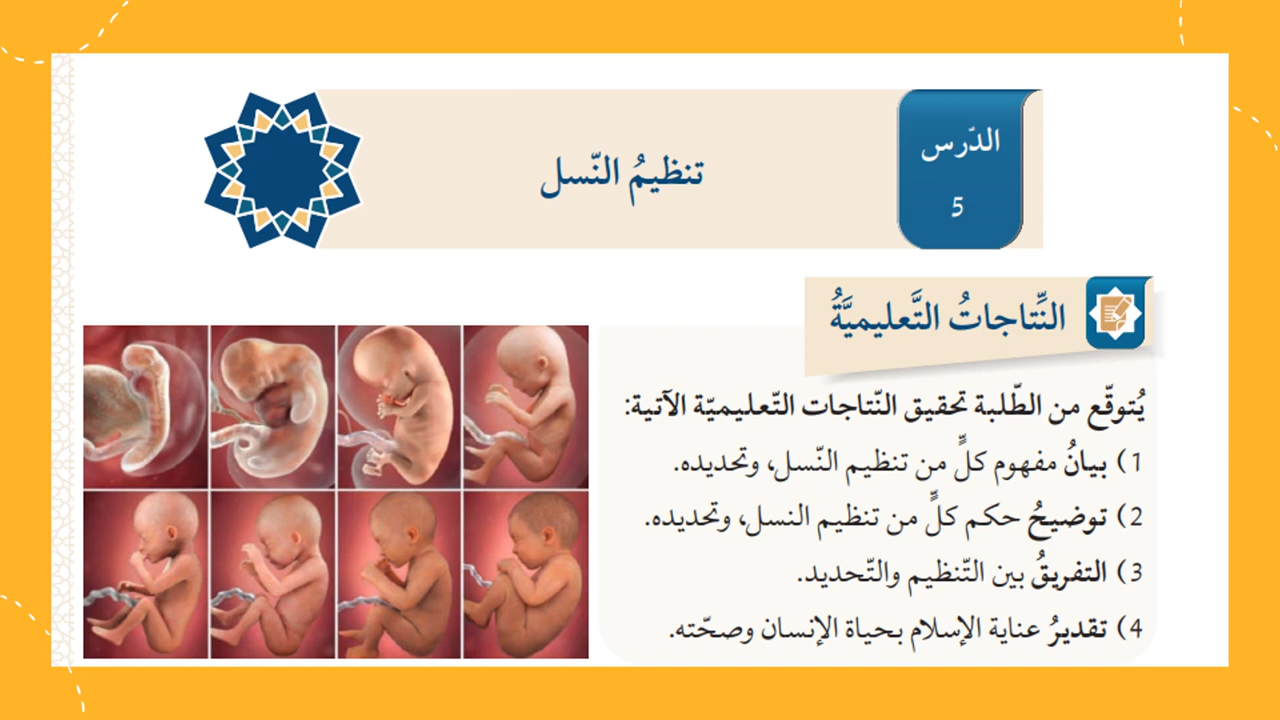 الدّرس
5
تنظيمُ النّسل
النِّتاجاتُ التَّعليميَّةُ
يُتوقّع من الطّلبة تحقيق النّتاجات التّعليميّة الآتية:
1) بيانُ مفهوم كلٍّ من تنظيم النّسل، وتحديده.
2) توضيحُ حكم كلٍّ من تنظيم النسل، وتحديده.
3) التفريقُ بين التّنظيم والتّحديد.
4) تقديرُ عناية الإسلام بحياة الإنسان وصحّته.